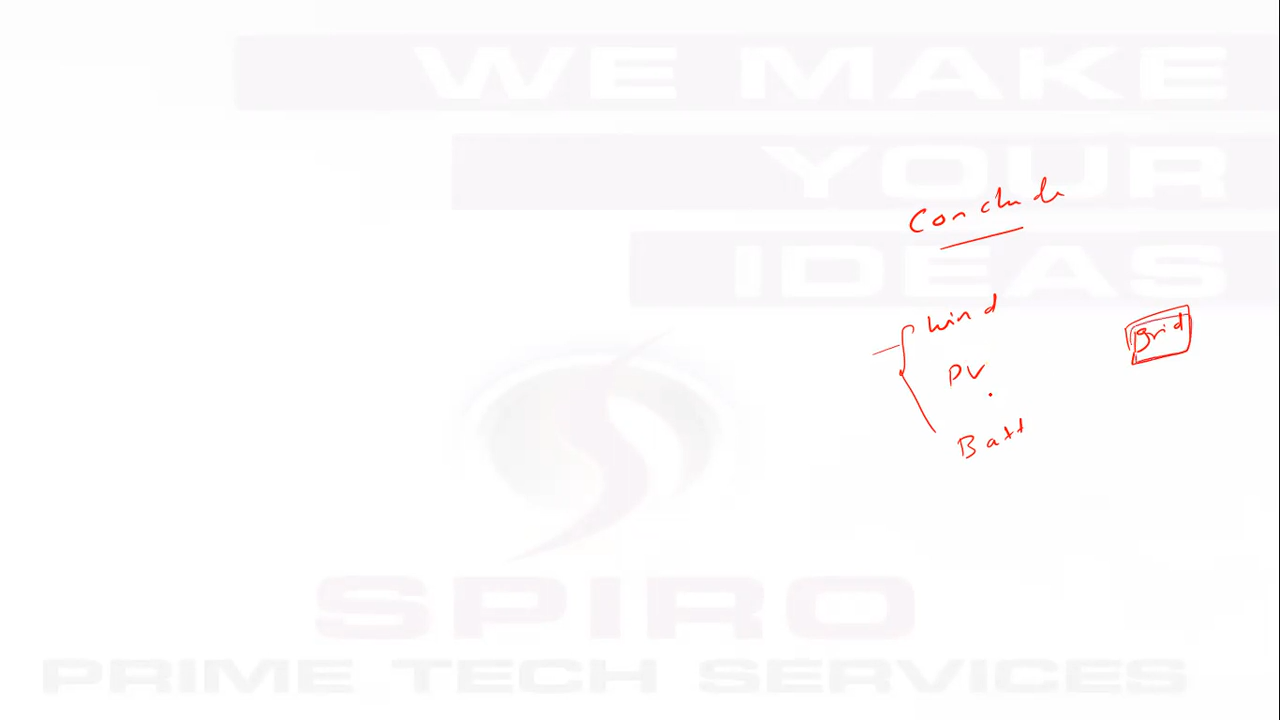 WE MAKE
YOUR
IDEAS
Conclude
wind
grid
PV
Batt
SPIRO
PRIME TECH SERVICES